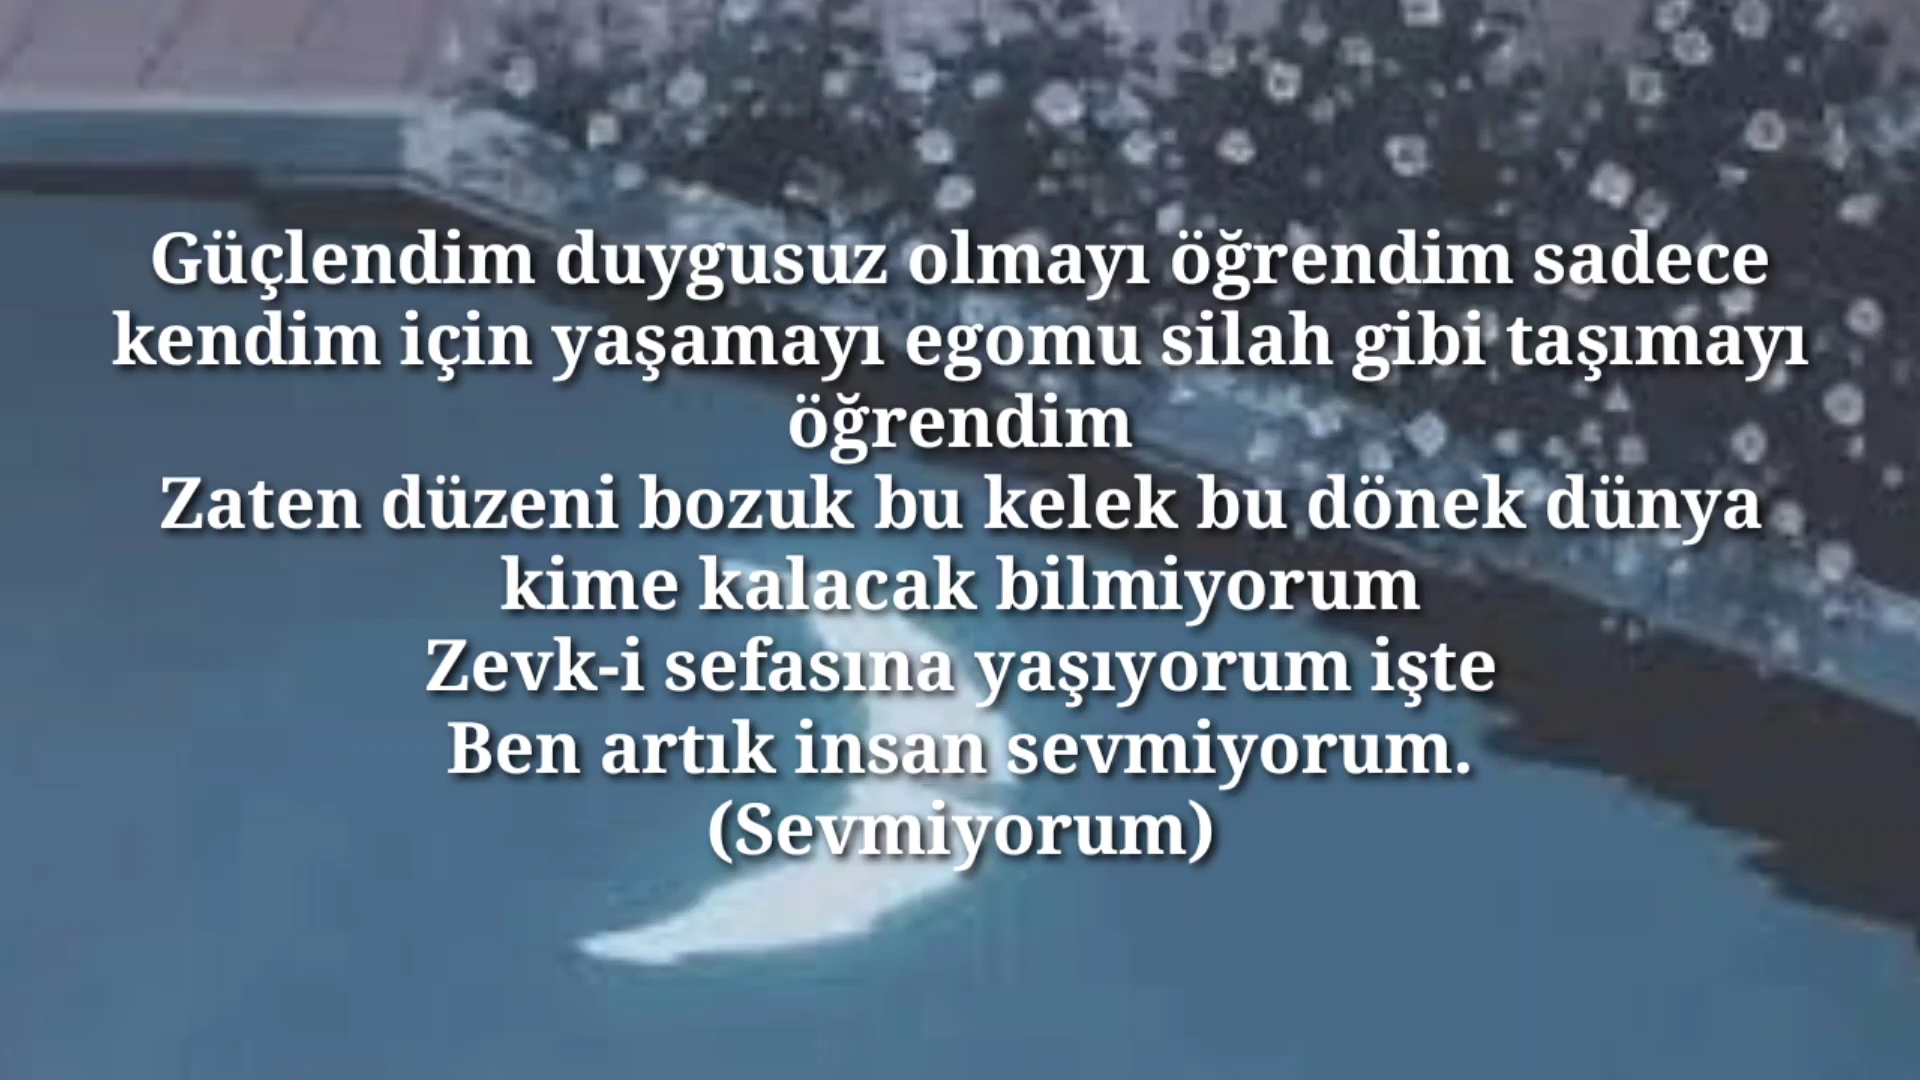 Güçlendim duygusuz olmayı öğrendim sadece
kendim için yaşamayı egomu silah gibi taşımayı
öğrendim
Zaten düzeni bozuk bu kelek bu dönek dünya
kime kalacak bilmiyorum
Zevk-i sefasına yaşıyorum işte
Ben artık insan sevmiyorum.
(Sevmiyorum)